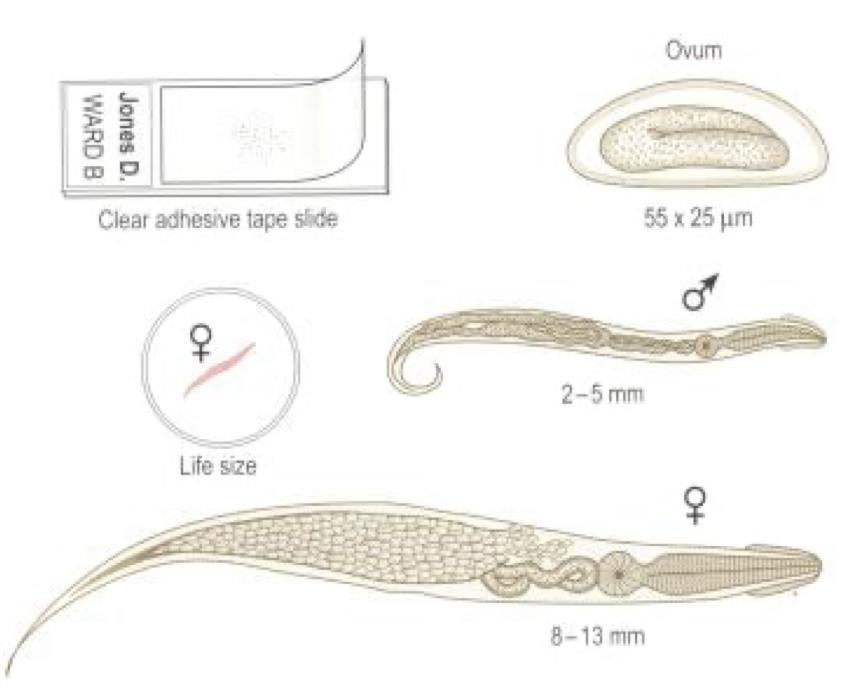 Ovum
Jones D.
WARD B
Clear adhesive tape slide
55 x 25 µm
♂
2–5 mm
♀
Life size
♀
8–13 mm